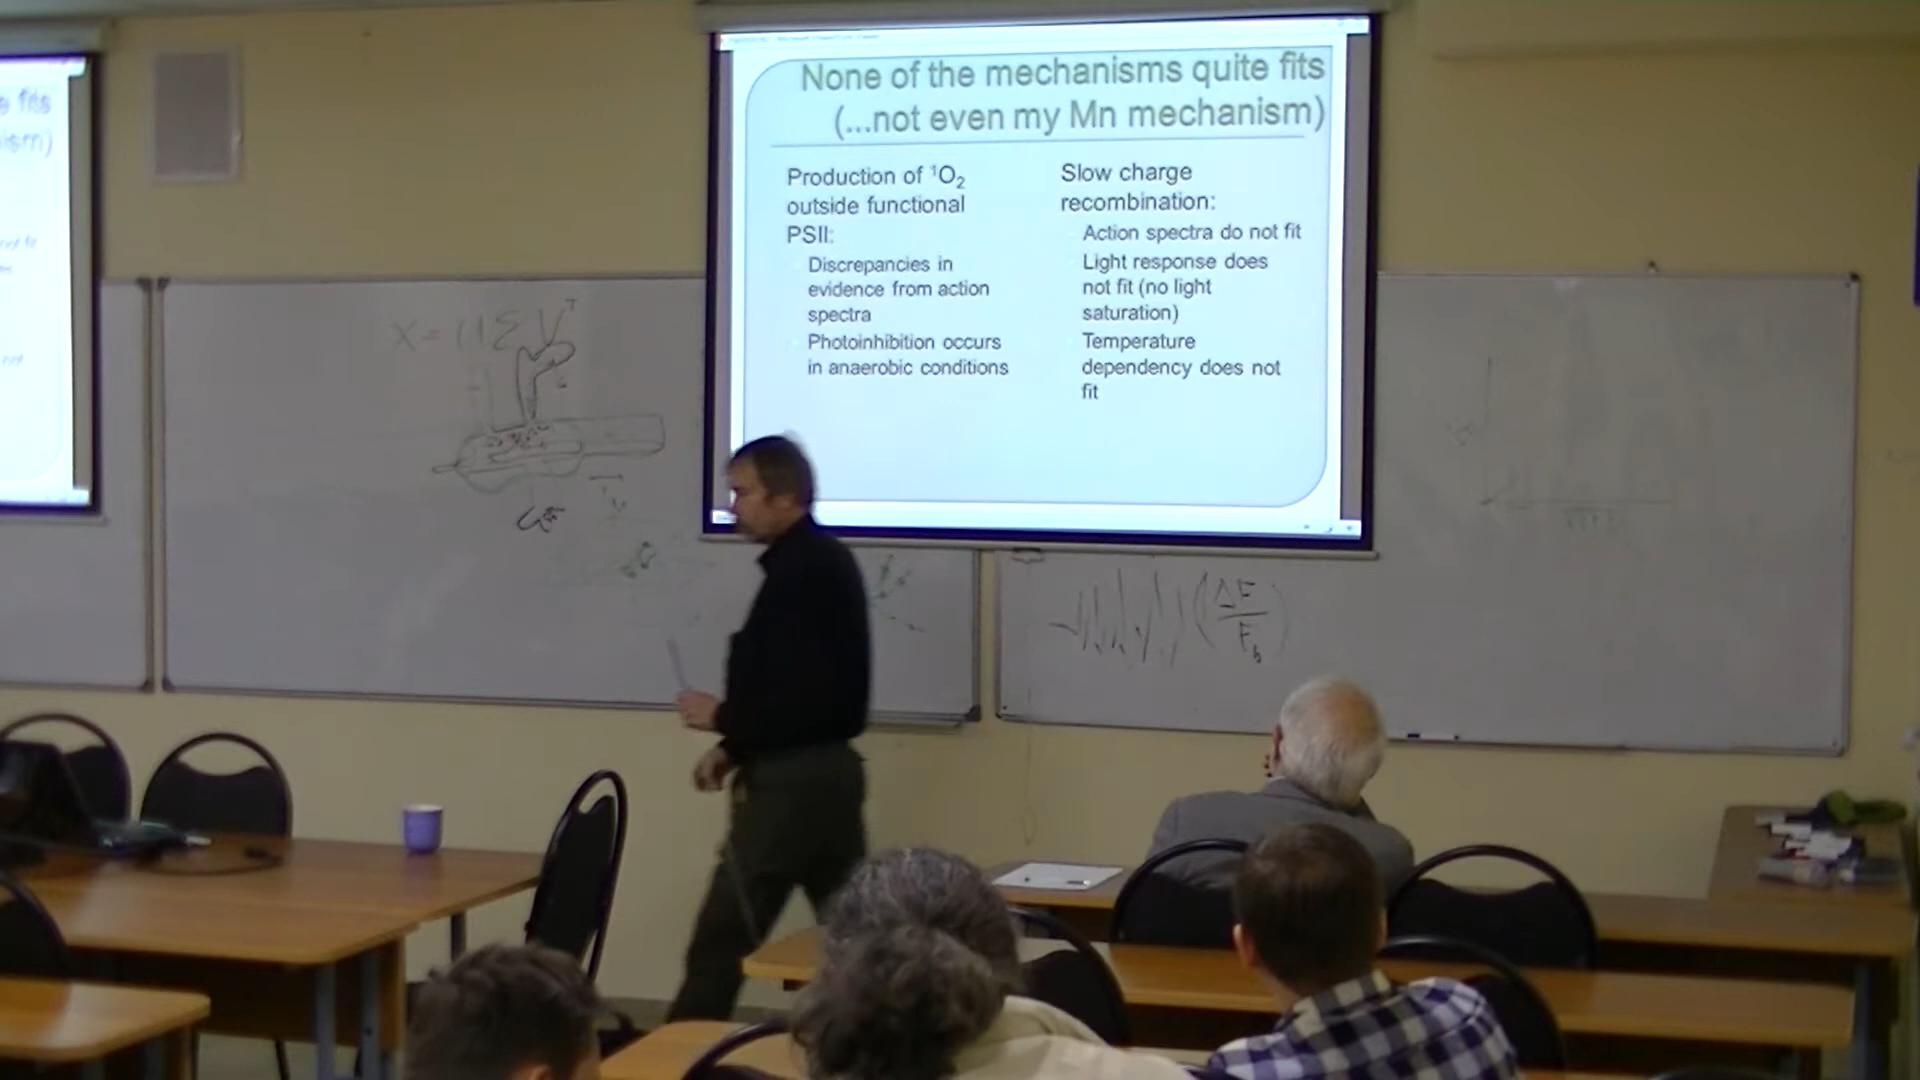 None of the mechanisms quite fits
(...not even my Mn mechanism)
Production of ¹O₂
outside functional
PSII:
Discrepancies in
evidence from action
spectra
Photoinhibition occurs
in anaerobic conditions
Slow charge
recombination:
Action spectra do not fit
Light response does
not fit (no light
saturation)
Temperature
dependency does not
fit
fits
ism)
ΔF